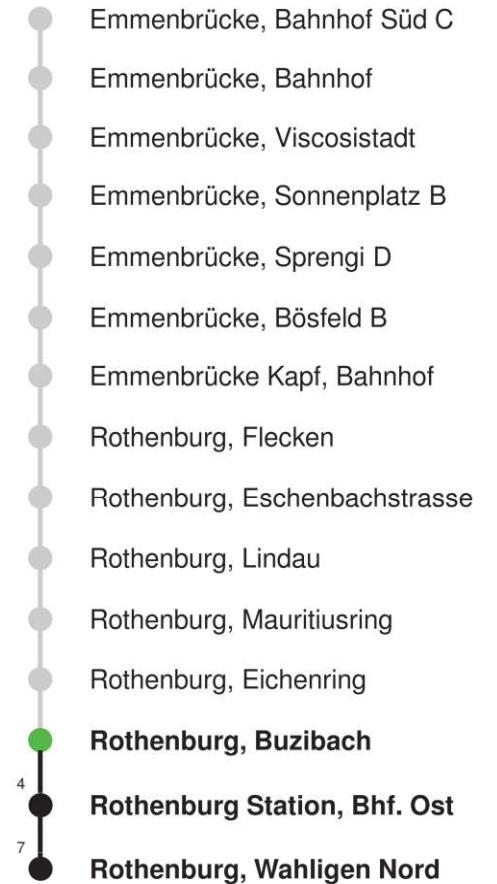 Emmenbrücke, Bahnhof Süd C
Emmenbrücke, Bahnhof
Emmenbrücke, Viscosistadt
Emmenbrücke, Sonnenplatz B
Emmenbrücke, Sprengi D
Emmenbrücke, Bösfeld B
Emmenbrücke Kapf, Bahnhof
Rothenburg, Flecken
Rothenburg, Eschenbachstrasse
Rothenburg, Lindau
Rothenburg, Mauritiusring
Rothenburg, Eichenring
Rothenburg, Buzibach
4 Rothenburg Station, Bhf. Ost
7 Rothenburg, Wahligen Nord